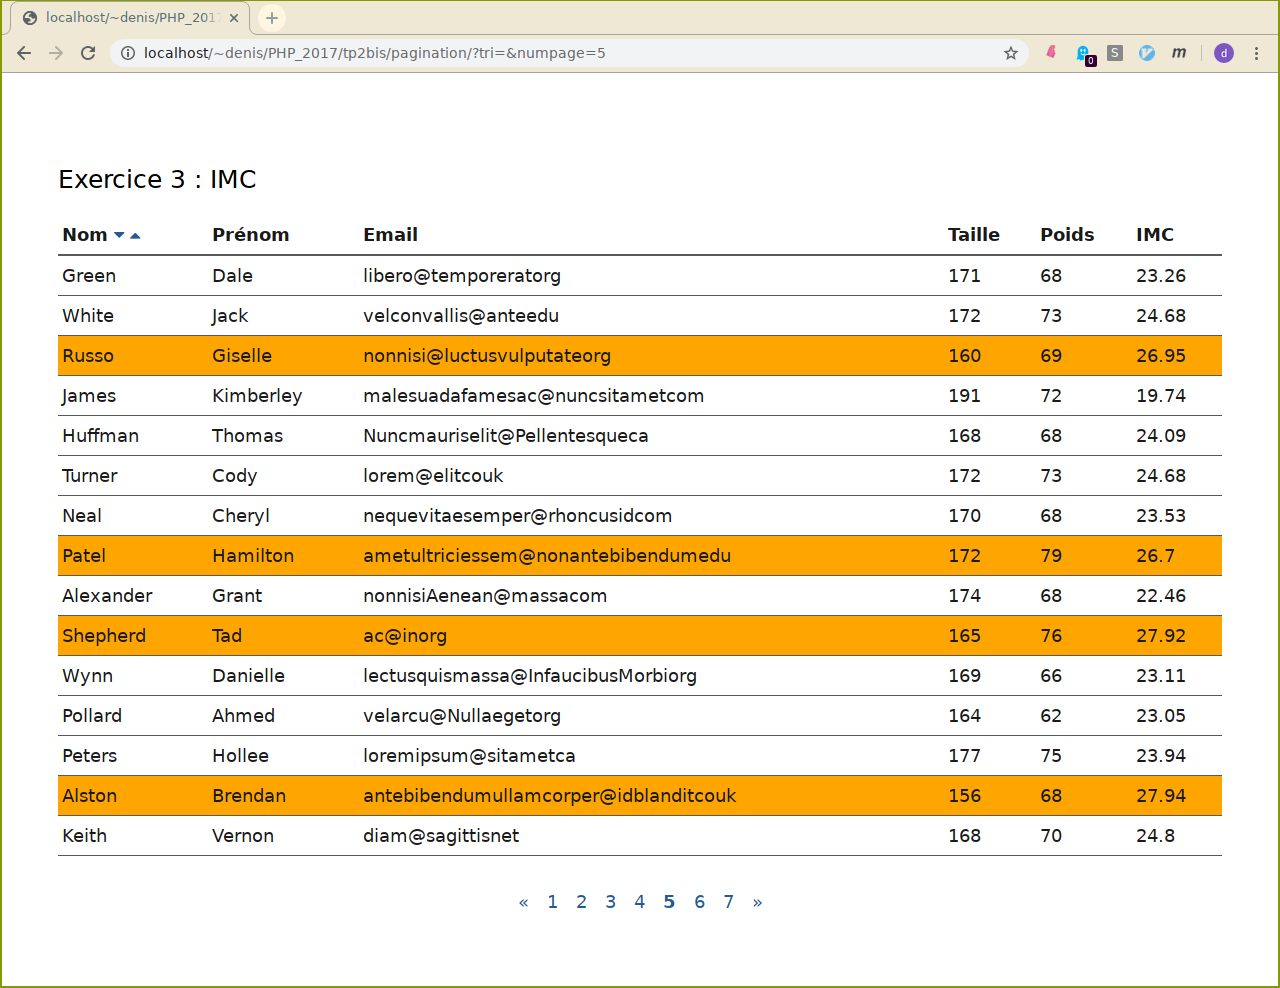 localhost/~denis/PHP_201
localhost/~denis/PHP_2017/tp2bis/pagination/?tri=&numpage=5
0 S m d
Exercice 3 : IMC
Nom Prénom Email Taille Poids IMC
Green Dale libero@temporeratorg 171 68 23.26
White Jack velconvallis@anteedu 172 73 24.68
Russo Giselle nonnisi@luctusvulputateorg 160 69 26.95
James Kimberley malesuadafamesac@nuncsitametcom 191 72 19.74
Huffman Thomas Nuncmauriselit@Pellentesqueca 168 68 24.09
Turner Cody lorem@elitcouk 172 73 24.68
Neal Cheryl nequevitaesemper@rhoncusidcom 170 68 23.53
Patel Hamilton ametultriciessem@nonantebibendumedu 172 79 26.7
Alexander Grant nonnisiAenean@massacom 174 68 22.46
Shepherd Tad ac@inorg 165 76 27.92
Wynn Danielle lectusquismassa@InfaucibusMorbiorg 169 66 23.11
Pollard Ahmed velarcu@Nullaegetorg 164 62 23.05
Peters Hollee loremipsum@sitametca 177 75 23.94
Alston Brendan antebibendumullamcorper@idblanditcouk 156 68 27.94
Keith Vernon diam@sagittisnet 168 70 24.8
« 1 2 3 4 5 6 7 »